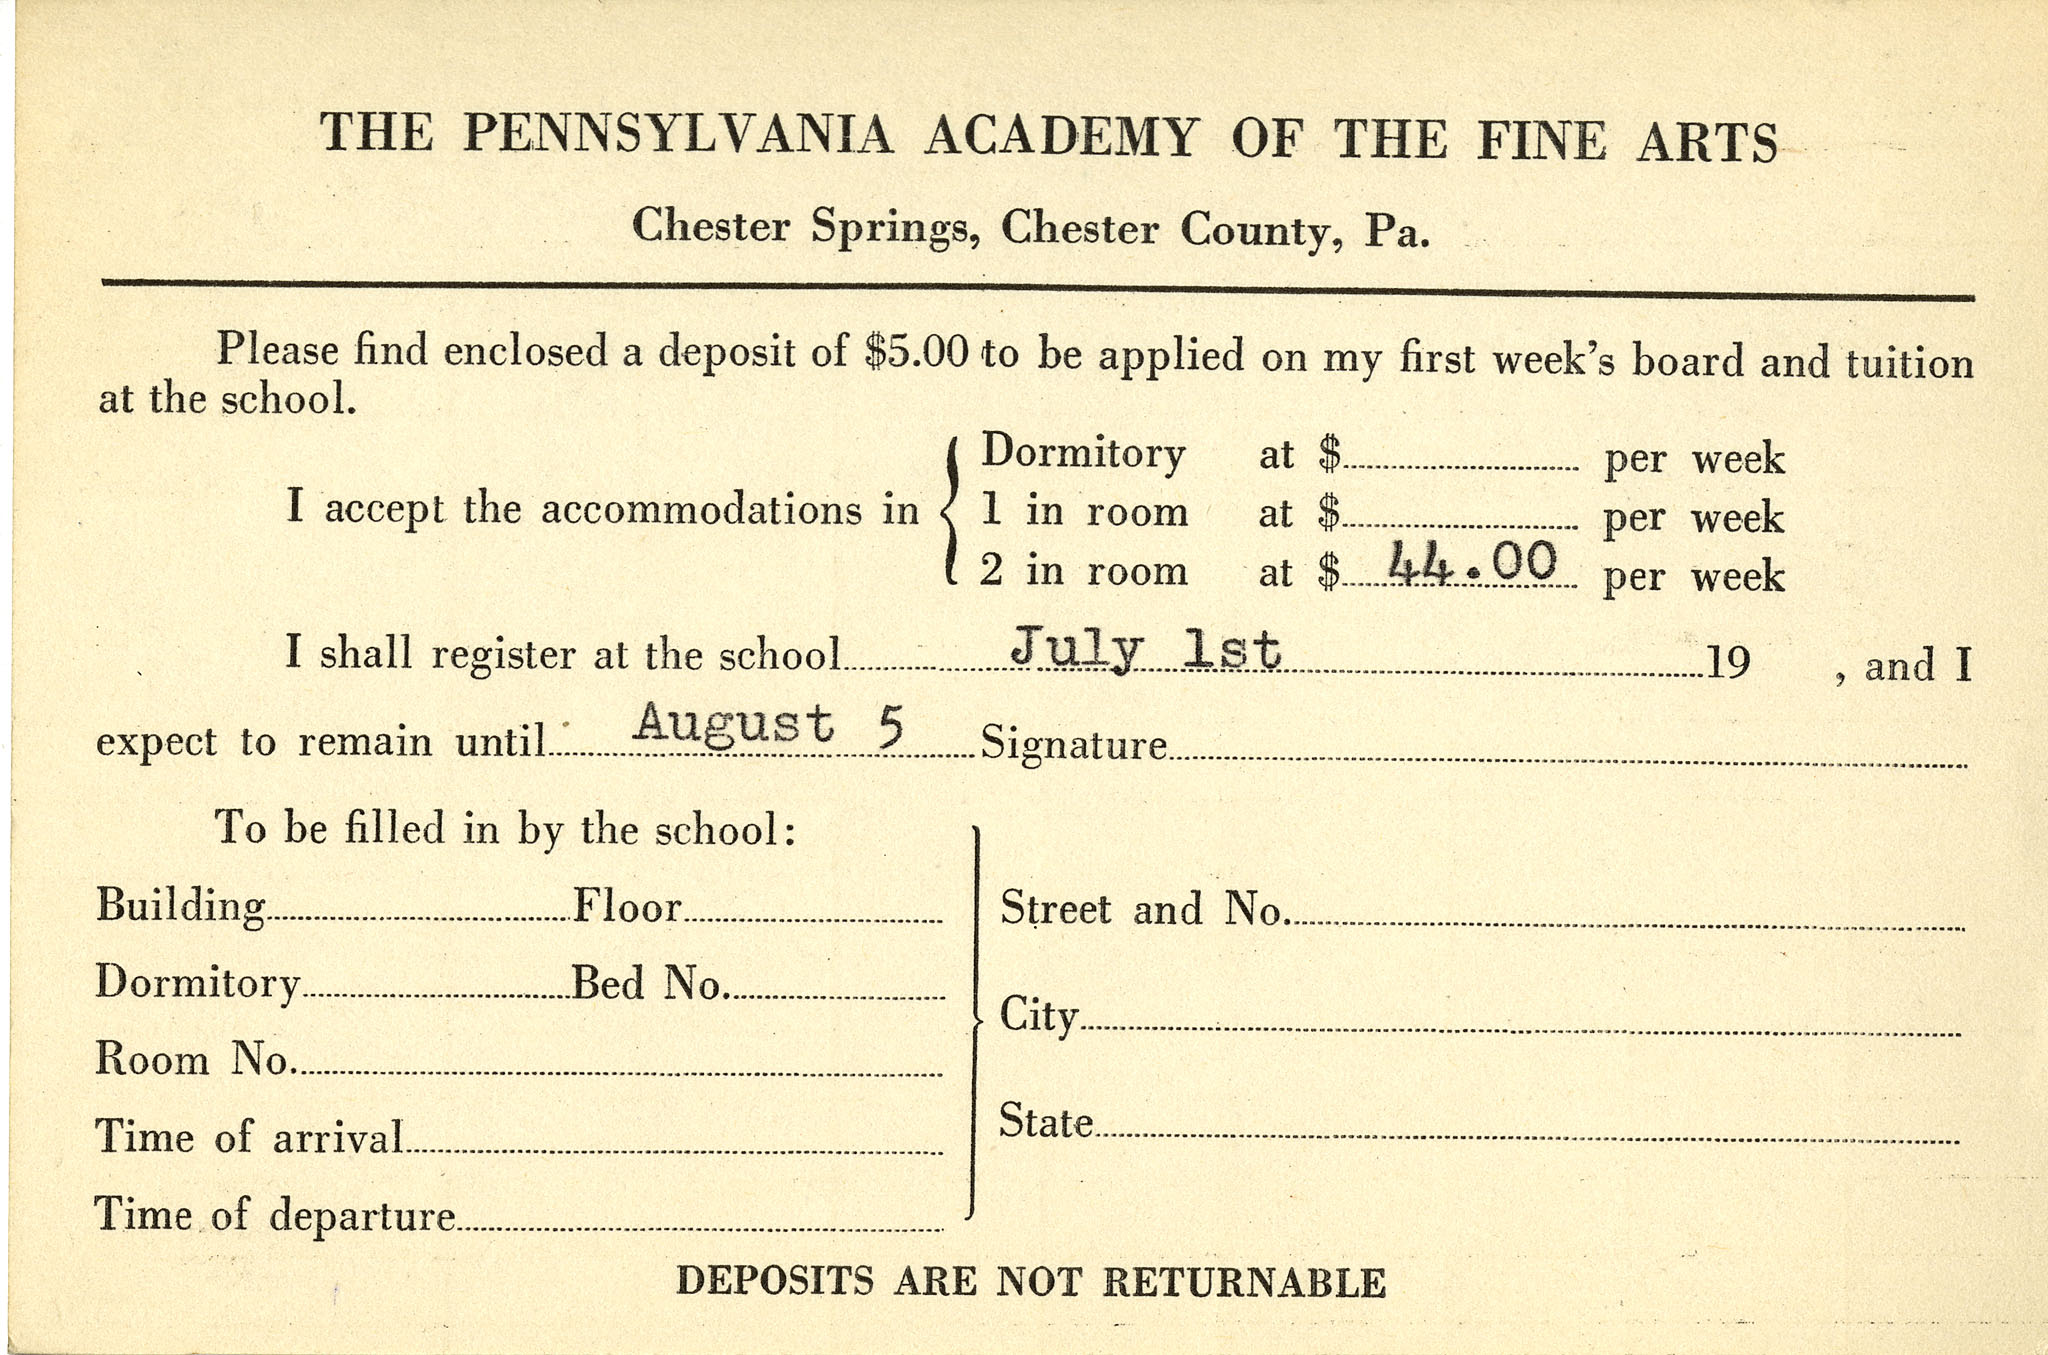 THE PENNSYLVANIA ACADEMY OF THE FINE ARTS
Chester Springs, Chester County, Pa.
Please find enclosed a deposit of $5.00 to be applied on my first week's board and tuition
at the school.
I accept the accommodations in
Dormitory at $ per week
1 in room at $ per week
2 in room at $ 44.00 per week
I shall register at the school July 1st 19 , and I
expect to remain until August 5 Signature
To be filled in by the school:
Building Floor
Dormitory Bed No.
Room No.
Time of arrival
Time of departure
Street and No.
City
State
DEPOSITS ARE NOT RETURNABLE